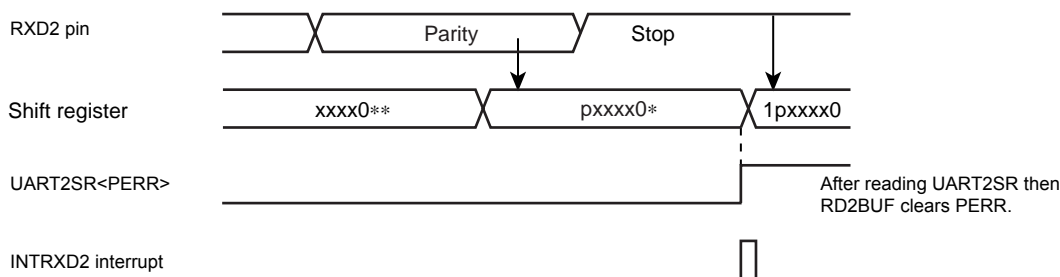 RXD2 pin
Parity
Stop
Shift register
xxxx0**
pxxxx0*
1pxxxx0
UART2SR<PERR>
After reading UART2SR then
RD2BUF clears PERR.
INTRXD2 interrupt